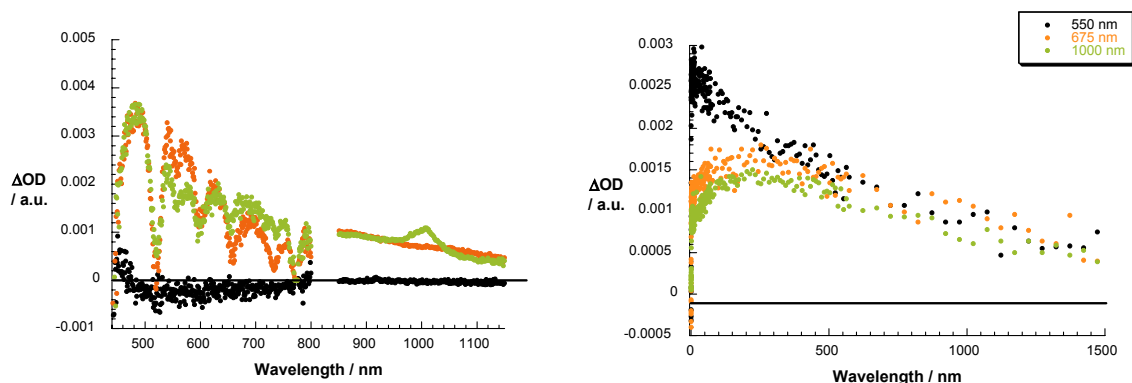 0.005
0.004
0.003
0.002
0.001
0
-0.001
ΔOD
/ a.u.
500 600 700 800 900 1000 1100
Wavelength / nm
550 nm
675 nm
1000 nm
0.003
0.0025
0.002
0.0015
0.001
0.0005
0
-0.0005
ΔOD
/ a.u.
0 500 1000 1500
Wavelength / nm